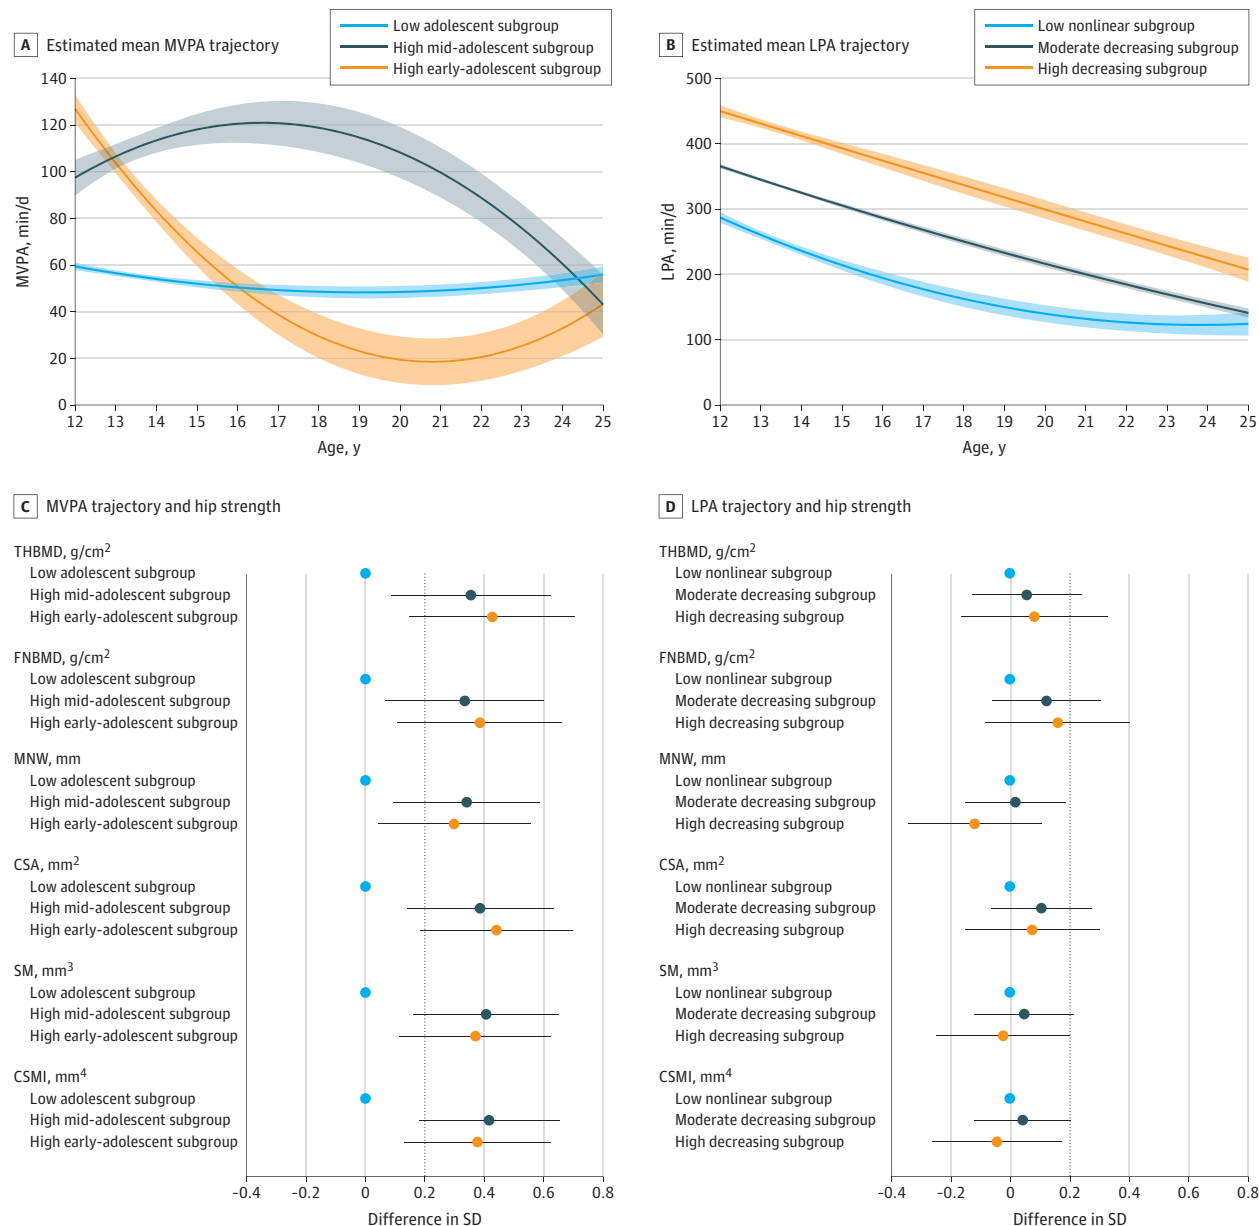 A Estimated mean MVPA trajectory
Low adolescent subgroup
High mid-adolescent subgroup
High early-adolescent subgroup
140
120
100
80
60
40
20
0
MVPA, min/d
12 13 14 15 16 17 18 19 20 21 22 23 24 25
Age, y
B Estimated mean LPA trajectory
Low nonlinear subgroup
Moderate decreasing subgroup
High decreasing subgroup
500
400
300
200
100
0
LPA, min/d
12 13 14 15 16 17 18 19 20 21 22 23 24 25
Age, y
C MVPA trajectory and hip strength
THBMD, g/cm²
Low adolescent subgroup
High mid-adolescent subgroup
High early-adolescent subgroup
FNBMD, g/cm²
Low adolescent subgroup
High mid-adolescent subgroup
High early-adolescent subgroup
MNW, mm
Low adolescent subgroup
High mid-adolescent subgroup
High early-adolescent subgroup
CSA, mm²
Low adolescent subgroup
High mid-adolescent subgroup
High early-adolescent subgroup
SM, mm³
Low adolescent subgroup
High mid-adolescent subgroup
High early-adolescent subgroup
CSMI, mm⁴
Low adolescent subgroup
High mid-adolescent subgroup
High early-adolescent subgroup
-0.4 -0.2 0 0.2 0.4 0.6 0.8
Difference in SD
D LPA trajectory and hip strength
THBMD, g/cm²
Low nonlinear subgroup
Moderate decreasing subgroup
High decreasing subgroup
FNBMD, g/cm²
Low nonlinear subgroup
Moderate decreasing subgroup
High decreasing subgroup
MNW, mm
Low nonlinear subgroup
Moderate decreasing subgroup
High decreasing subgroup
CSA, mm²
Low nonlinear subgroup
Moderate decreasing subgroup
High decreasing subgroup
SM, mm³
Low nonlinear subgroup
Moderate decreasing subgroup
High decreasing subgroup
CSMI, mm⁴
Low nonlinear subgroup
Moderate decreasing subgroup
High decreasing subgroup
-0.4 -0.2 0 0.2 0.4 0.6 0.8
Difference in SD